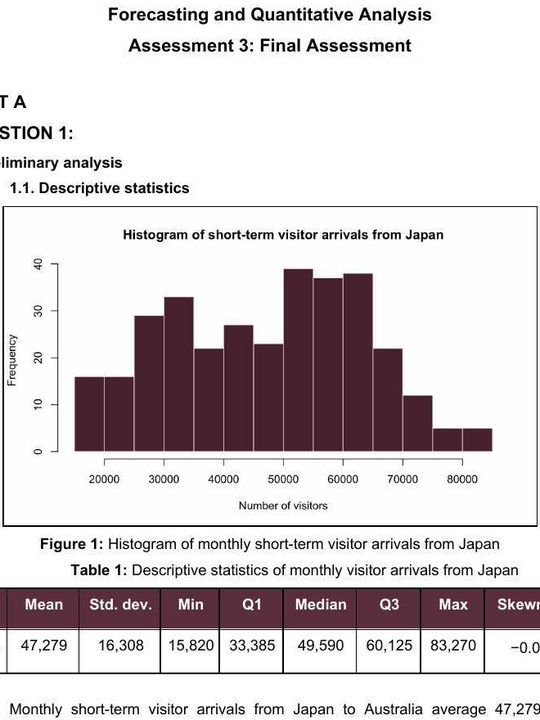 Forecasting and Quantitative Analysis
Assessment 3: Final Assessment
T A
STION 1:
liminary analysis
1.1. Descriptive statistics
Histogram of short-term visitor arrivals from Japan
Frequency
40
30
20
10
0
20000 30000 40000 50000 60000 70000 80000
Number of visitors
Figure 1: Histogram of monthly short-term visitor arrivals from Japan
Table 1: Descriptive statistics of monthly visitor arrivals from Japan
Mean Std. dev. Min Q1 Median Q3 Max Skewn
47,279 16,308 15,820 33,385 49,590 60,125 83,270 −0.0
Monthly short-term visitor arrivals from Japan to Australia average 47,279